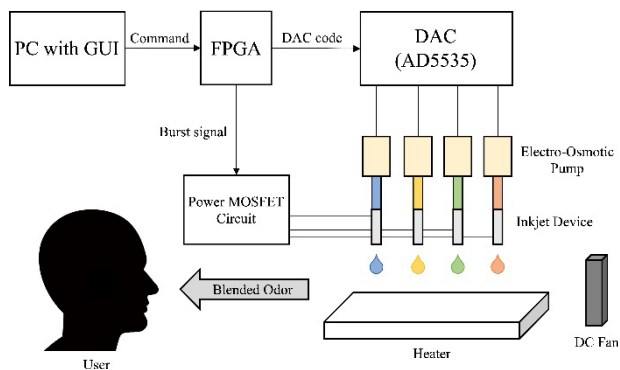 PC with GUI
Command
FPGA
DAC code
DAC
(AD5535)
Burst signal
Electro-Osmotic
Pump
Power MOSFET
Circuit
Inkjet Device
Blended Odor
User
Heater
DC Fan